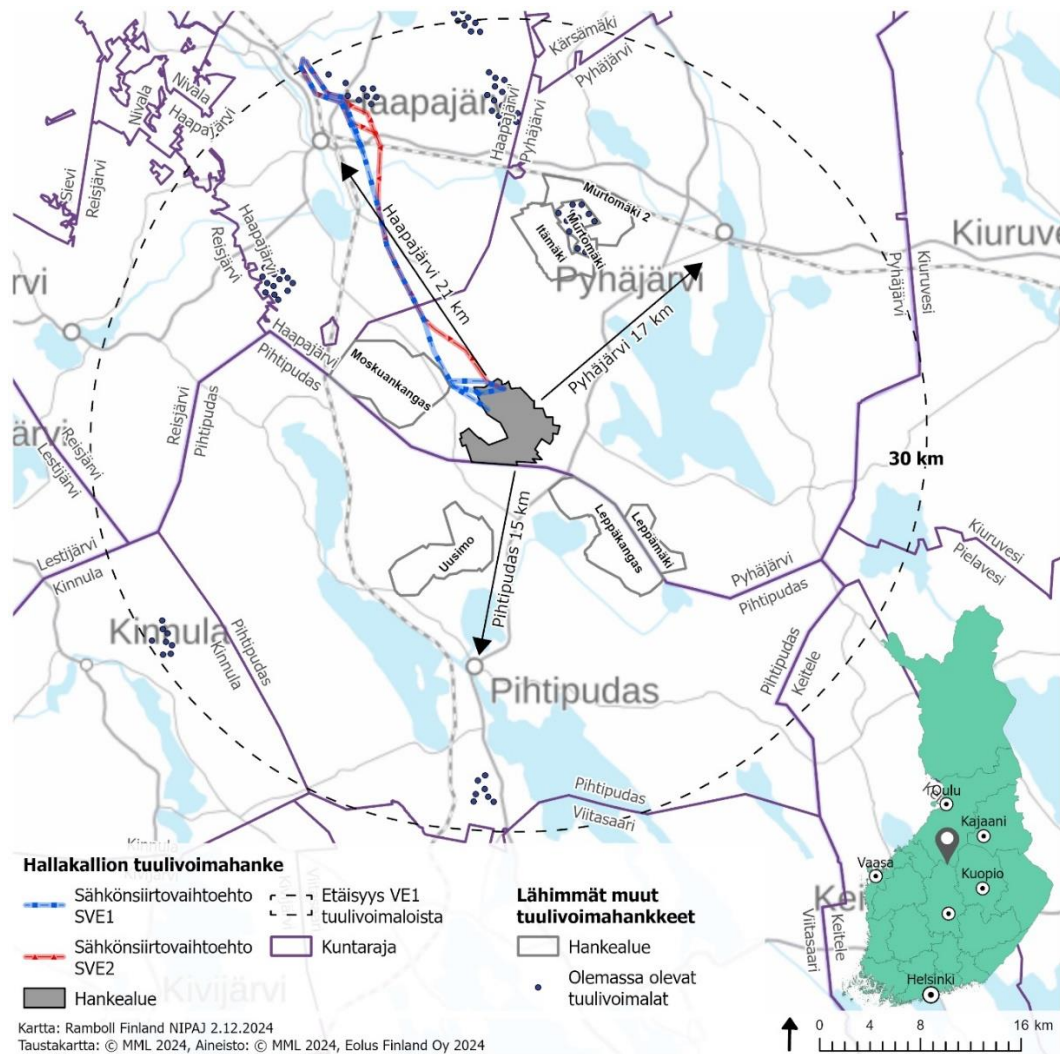 Kärsämäki
Pyhäjärvi
Nivala
Nivala
Haapajärvi
Haapajär
Haapajärvi
Pyhäjärvi
Sievi
Reisjärvi
Haapajärvi
Reisjärvi
Haapajärvi 21 km
Murtomäki 2
Murtomäki
Itämäki
Pyhäjärvi
Kiuruve
Kiuruvesi
Pyhäjärvi
rvi
Pyhäjärvi 17 km
Haapajärvi
Pihtipudas
Moskuankangas
Reisjärvi
Pihtipudas
ärvi
Reisjärvi
Lestijärvi
30 km
Lestijärvi
Kinnula
Uusimo
Pihtipudas 15 km
Leppäkangas
Leppämäki
Kiuruvesi
Pielavesi
Pyhäjärvi
Pihtipudas
Kinnula
Pihtipudas
Kinnula
Pihtipudas
Keitele
Pihtipudas
Pihtipudas
Viitasaari
Kinnula
Kivijärvi
Kei
Viitasaari
Keitele
Oulu
Kajaani
Vaasa
Kuopio
Helsinki
Hallakallion tuulivoimahanke
Sähkönsiirtovaihtoehto
SVE1
Sähkönsiirtovaihtoehto
SVE2
Hankealue
Etäisyys VE1
tuulivoimaloista
Kuntaraja
Lähimmät muut
tuulivoimahankkeet
Hankealue
Olemassa olevat
tuulivoimalat
Kivijärvi
Kartta: Ramboll Finland NIPAJ 2.12.2024
Taustakartta: © MML 2024, Aineisto: © MML 2024, Eolus Finland Oy 2024
0 4 8 16 km